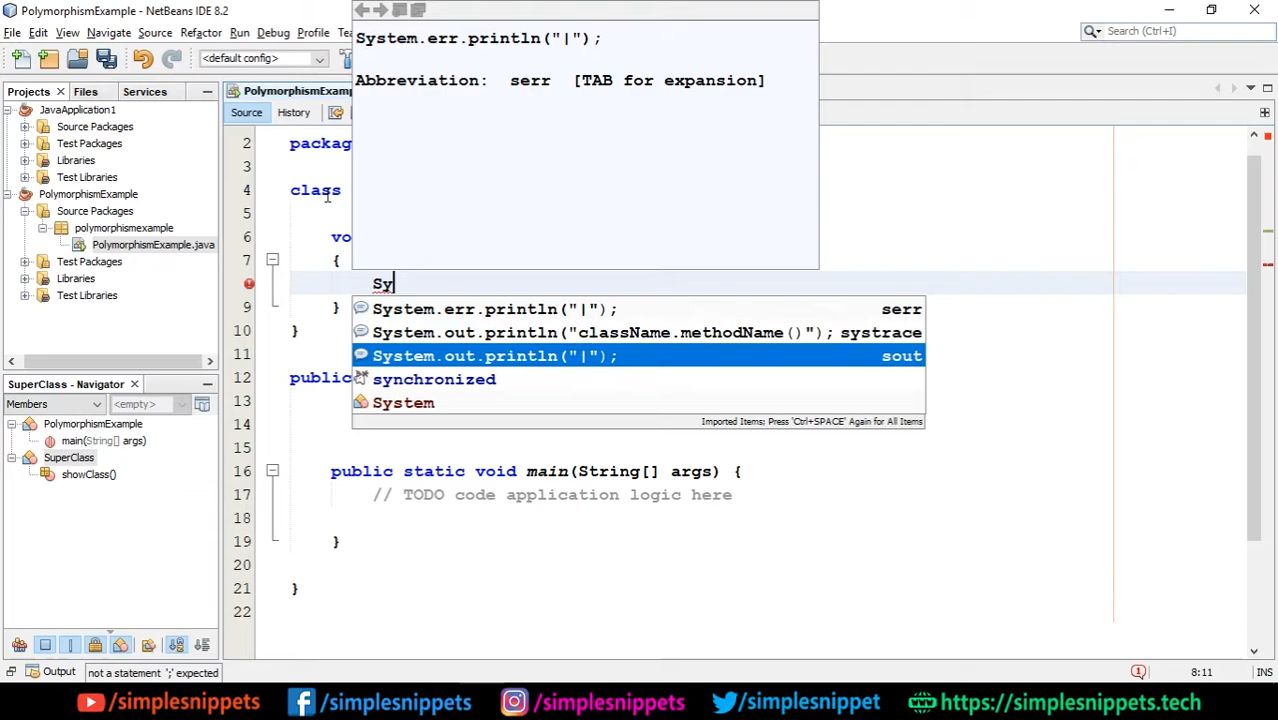 PolymorphismExample - NetBeans IDE 8.2
File Edit View Navigate Source Refactor Run Debug Profile
Search (Ctrl+I)
<default config>
System.err.println("|");
Abbreviation: serr [TAB for expansion]
Projects Files Services
JavaApplication1
Source Packages
Test Packages
Libraries
Test Libraries
PolymorphismExample
Source Packages
polymorphismexample
PolymorphismExample.java
Test Packages
Libraries
Test Libraries
SuperClass - Navigator
Members <empty>
PolymorphismExample
main(String[] args)
SuperClass
showClass()
Source History
2
3
4 class
5
6
7 {
8 Sy
9 }
10 }
11
12 public
13
15
16 public static void main(String[] args) {
17 // TODO code application logic here
18
19 }
20
21 }
22
System.err.println("|"); serr
System.out.println("className.methodName()"); systrace
System.out.println("|"); sout
synchronized
System
Imported Items; Press 'Ctrl+SPACE' Again for All Items
Output not a statement ';' expected
1 8:11 INS
/simplesnippets /simplesnippets /simplesnippets /simplesnippets https://simplesnippets.tech